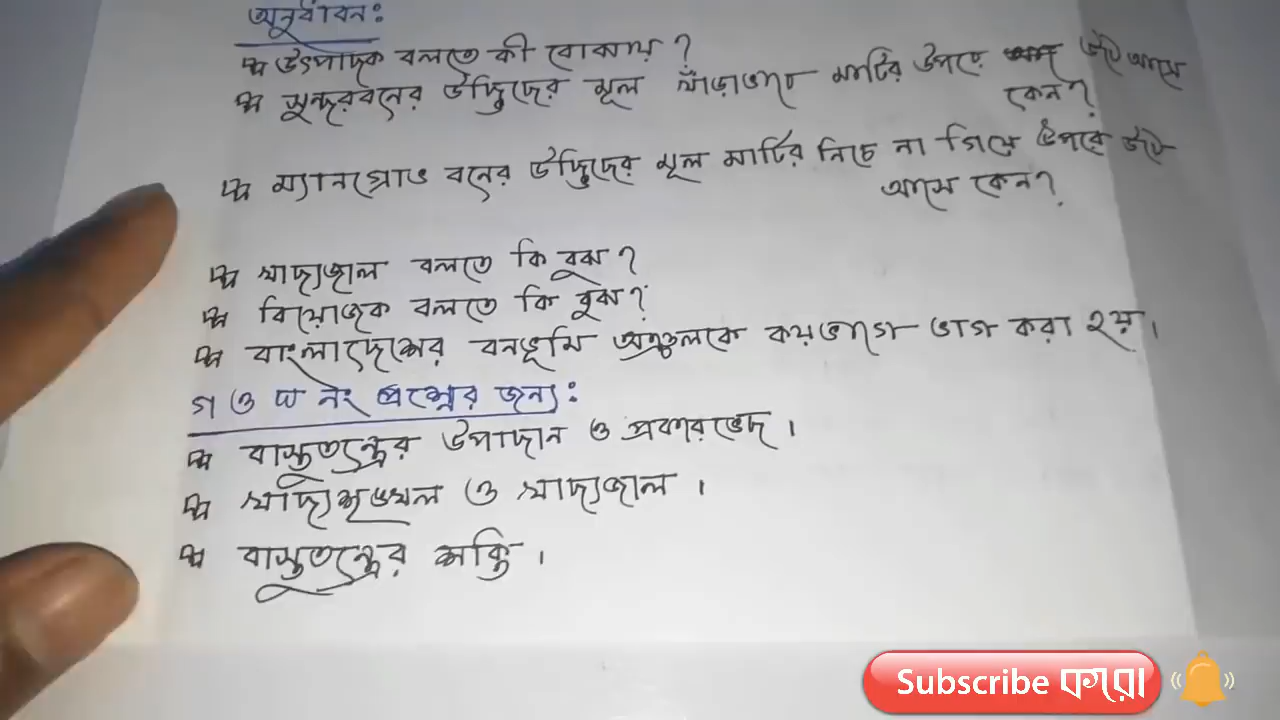 অনুধাবন:
উৎপাদক বলতে কী বোঝায় ?
সুন্দরবনের উদ্ভিদের মূল খাঁড়াভাবে মাটির উপরে উঠে আসে
কেন?
ম্যানগ্রোভ বনের উদ্ভিদের মূল মাটির নিচে না গিয়ে উপরে উঠে
আসে কেন?
খাদ্যজাল বলতে কি বুঝ ?
বিয়োজক বলতে কি বুঝ ?
বাংলাদেশের বনভূমি অঞ্চলকে কয়ভাগে ভাগ করা হয় ।
গ ও ঘ নং প্রশ্নের জন্য :
বাস্তুতন্ত্রের উপাদান ও প্রকারভেদ ।
খাদ্যশৃঙখল ও খাদ্যজাল ।
বাস্তুতন্ত্রের শক্তি ।
Subscribe করো